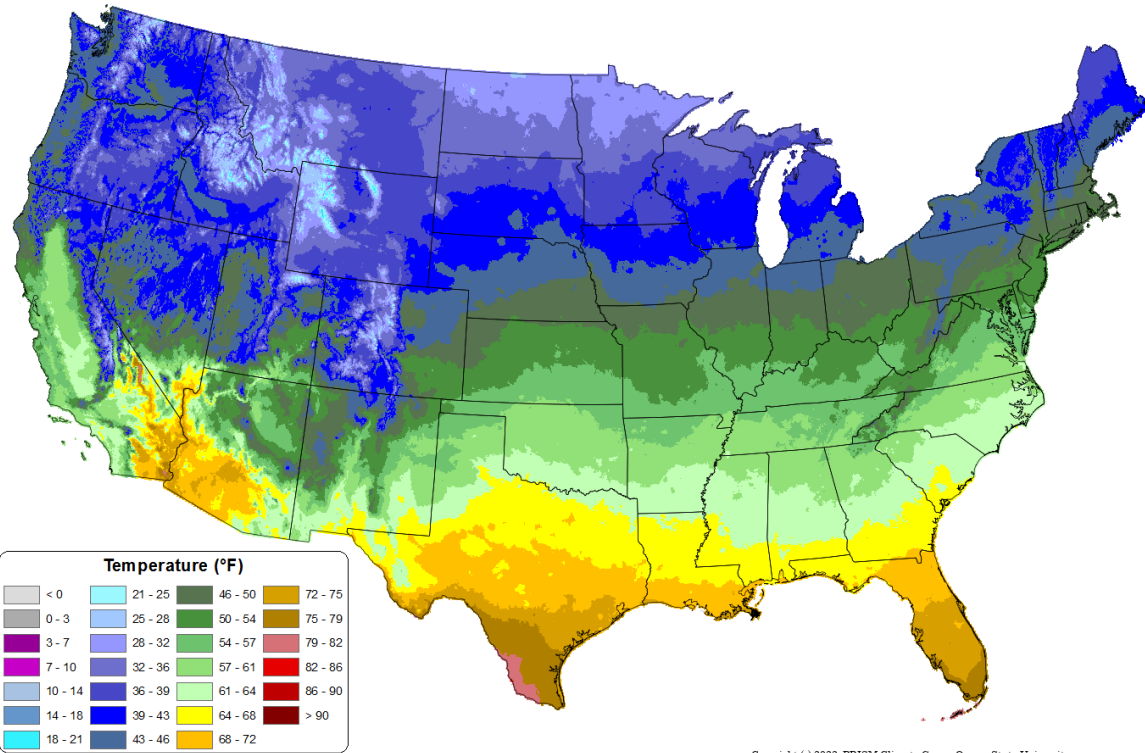 Temperature (°F)
< 0 21 - 25 46 - 50 72 - 75
0 - 3 25 - 28 50 - 54 75 - 79
3 - 7 28 - 32 54 - 57 79 - 82
7 - 10 32 - 36 57 - 61 82 - 86
10 - 14 36 - 39 61 - 64 86 - 90
14 - 18 39 - 43 64 - 68 > 90
18 - 21 43 - 46 68 - 72